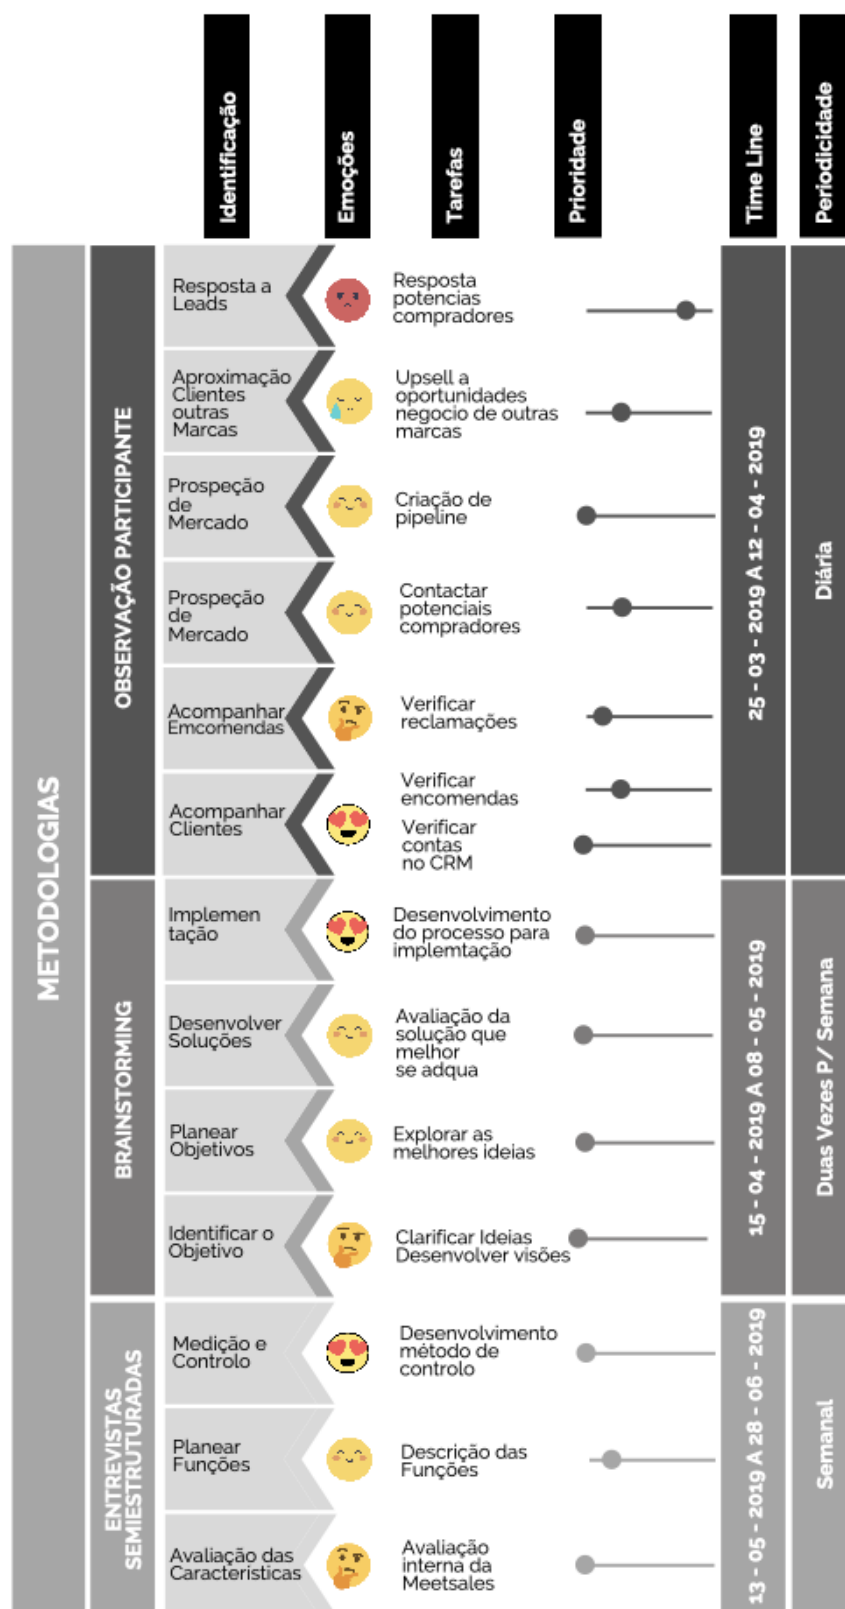 Identificação
Emoções
Tarefas
Prioridade
Time Line
Periodicidade
METODOLOGIAS
OBSERVAÇÃO PARTICIPANTE
Resposta a
Leads
Resposta
potencias
compradores
Aproximação
Clientes
outras
Marcas
Upsell a
oportunidades
negocio de outras
marcas
Prospeção
de
Mercado
Criação de
pipeline
Prospeção
de
Mercado
Contactar
potenciais
compradores
Acompanhar
Emcomendas
Verificar
reclamações
Acompanhar
Clientes
Verificar
encomendas
Verificar
contas
no CRM
25 - 03 - 2019 A 12 - 04 - 2019
Diária
BRAINSTORMING
Implemen
tação
Desenvolvimento
do processo para
implemtação
Desenvolver
Soluções
Avaliação da
solução que
melhor
se adqua
Planear
Objetivos
Explorar as
melhores ideias
Identificar o
Objetivo
Clarificar Ideias
Desenvolver visões
15 - 04 - 2019 A 08 - 05 - 2019
Duas Vezes P/ Semana
ENTREVISTAS
SEMIESTRUTURADAS
Medição e
Controlo
Desenvolvimento
método de
controlo
Planear
Funções
Descrição das
Funções
Avaliação das
Caracteristicas
Avaliação
interna da
Meetsales
13 - 05 - 2019 A 28 - 06 - 2019
Semanal